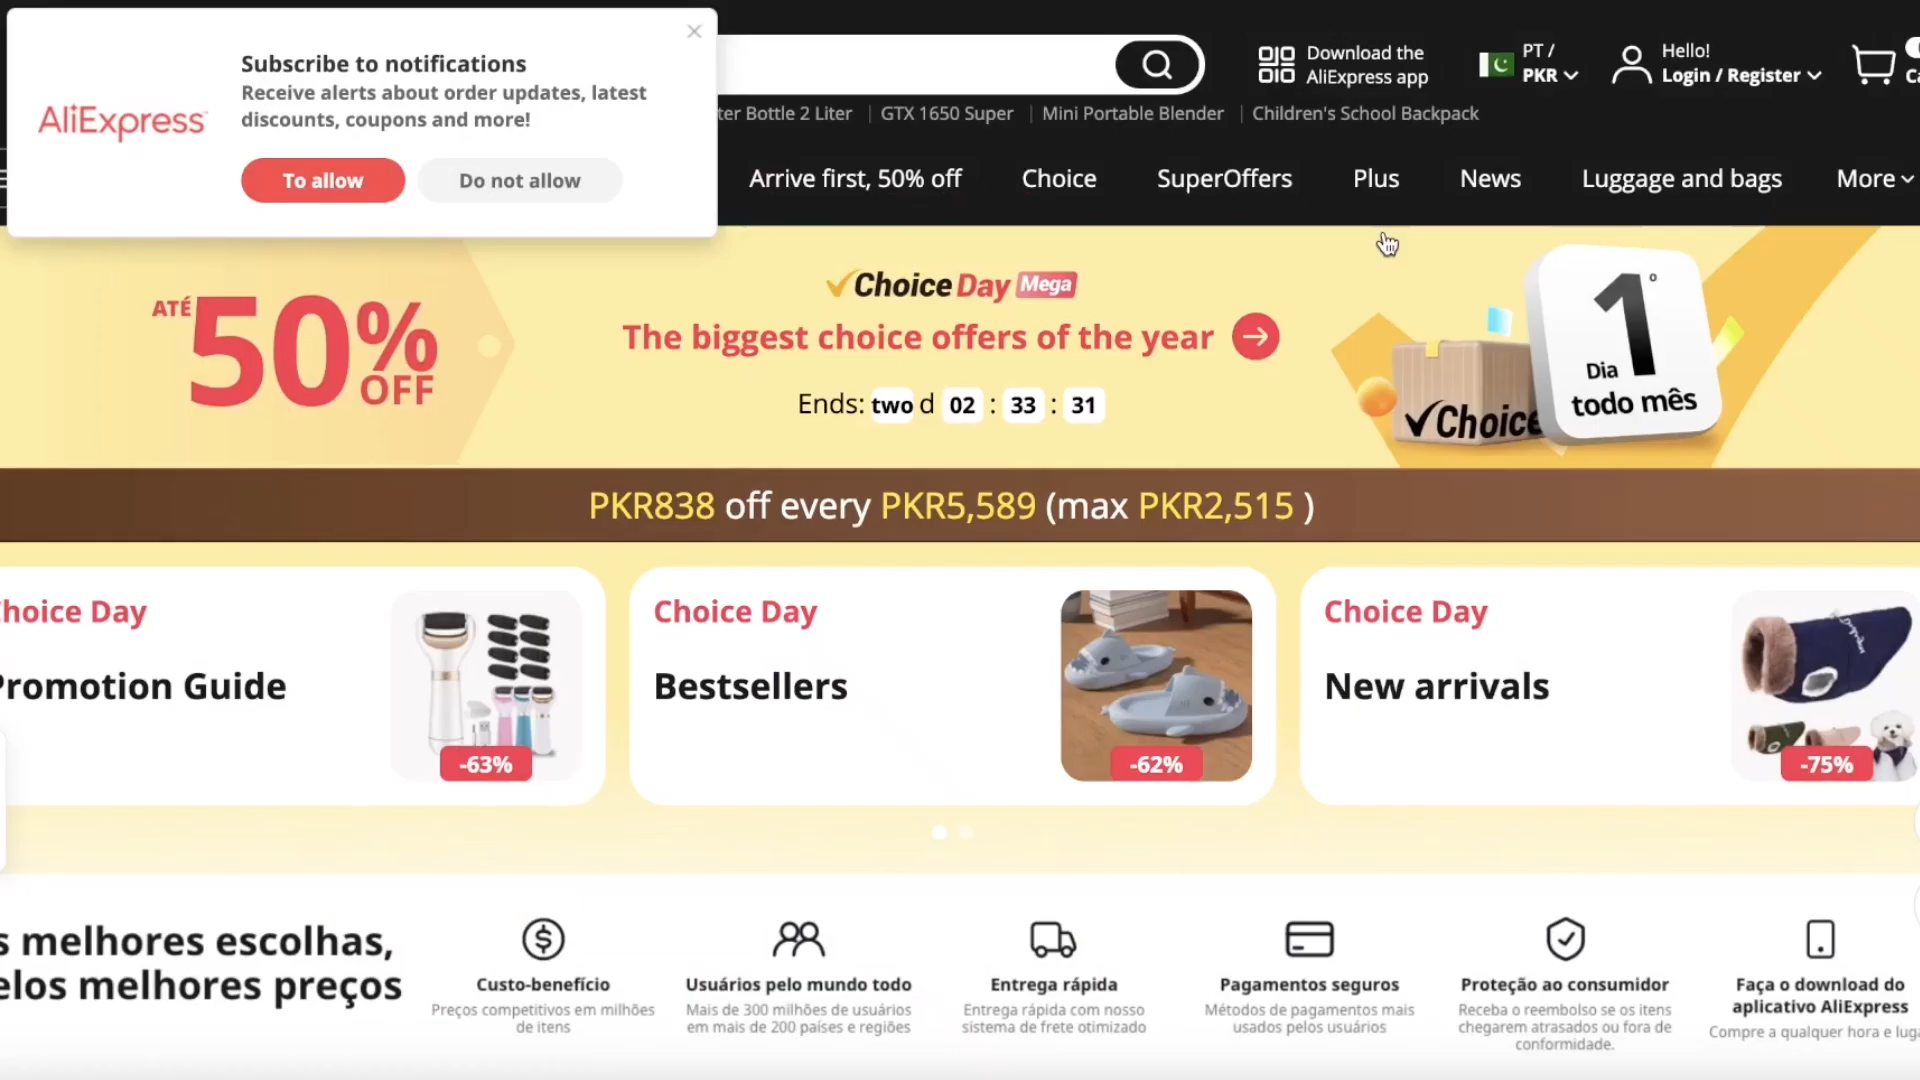 Subscribe to notifications
Receive alerts about order updates, latest
discounts, coupons and more!
AliExpress
To allow
Do not allow
Download the
AliExpress app
PT /
PKR
Hello!
Login / Register
ter Bottle 2 Liter
GTX 1650 Super
Mini Portable Blender
Children's School Backpack
Arrive first, 50% off
Choice
SuperOffers
Plus
News
Luggage and bags
More
ATÉ
50%
OFF
Choice Day Mega
The biggest choice offers of the year
Ends: two d 02 : 33 : 31
Choice
1º
Dia
todo mês
PKR838 off every PKR5,589 (max PKR2,515 )
hoice Day
Promotion Guide
-63%
Choice Day
Bestsellers
-62%
Choice Day
New arrivals
-75%
s melhores escolhas,
elos melhores preços
Custo-benefício
Preços competitivos em milhões
de itens
Usuários pelo mundo todo
Mais de 300 milhões de usuários
em mais de 200 países e regiões
Entrega rápida
Entrega rápida com nosso
sistema de frete otimizado
Pagamentos seguros
Métodos de pagamentos mais
usados pelos usuários
Proteção ao consumidor
Receba o reembolso se os itens
chegarem atrasados ou fora de
conformidade.
Faça o download do
aplicativo AliExpress
Compre a qualquer hora e luga